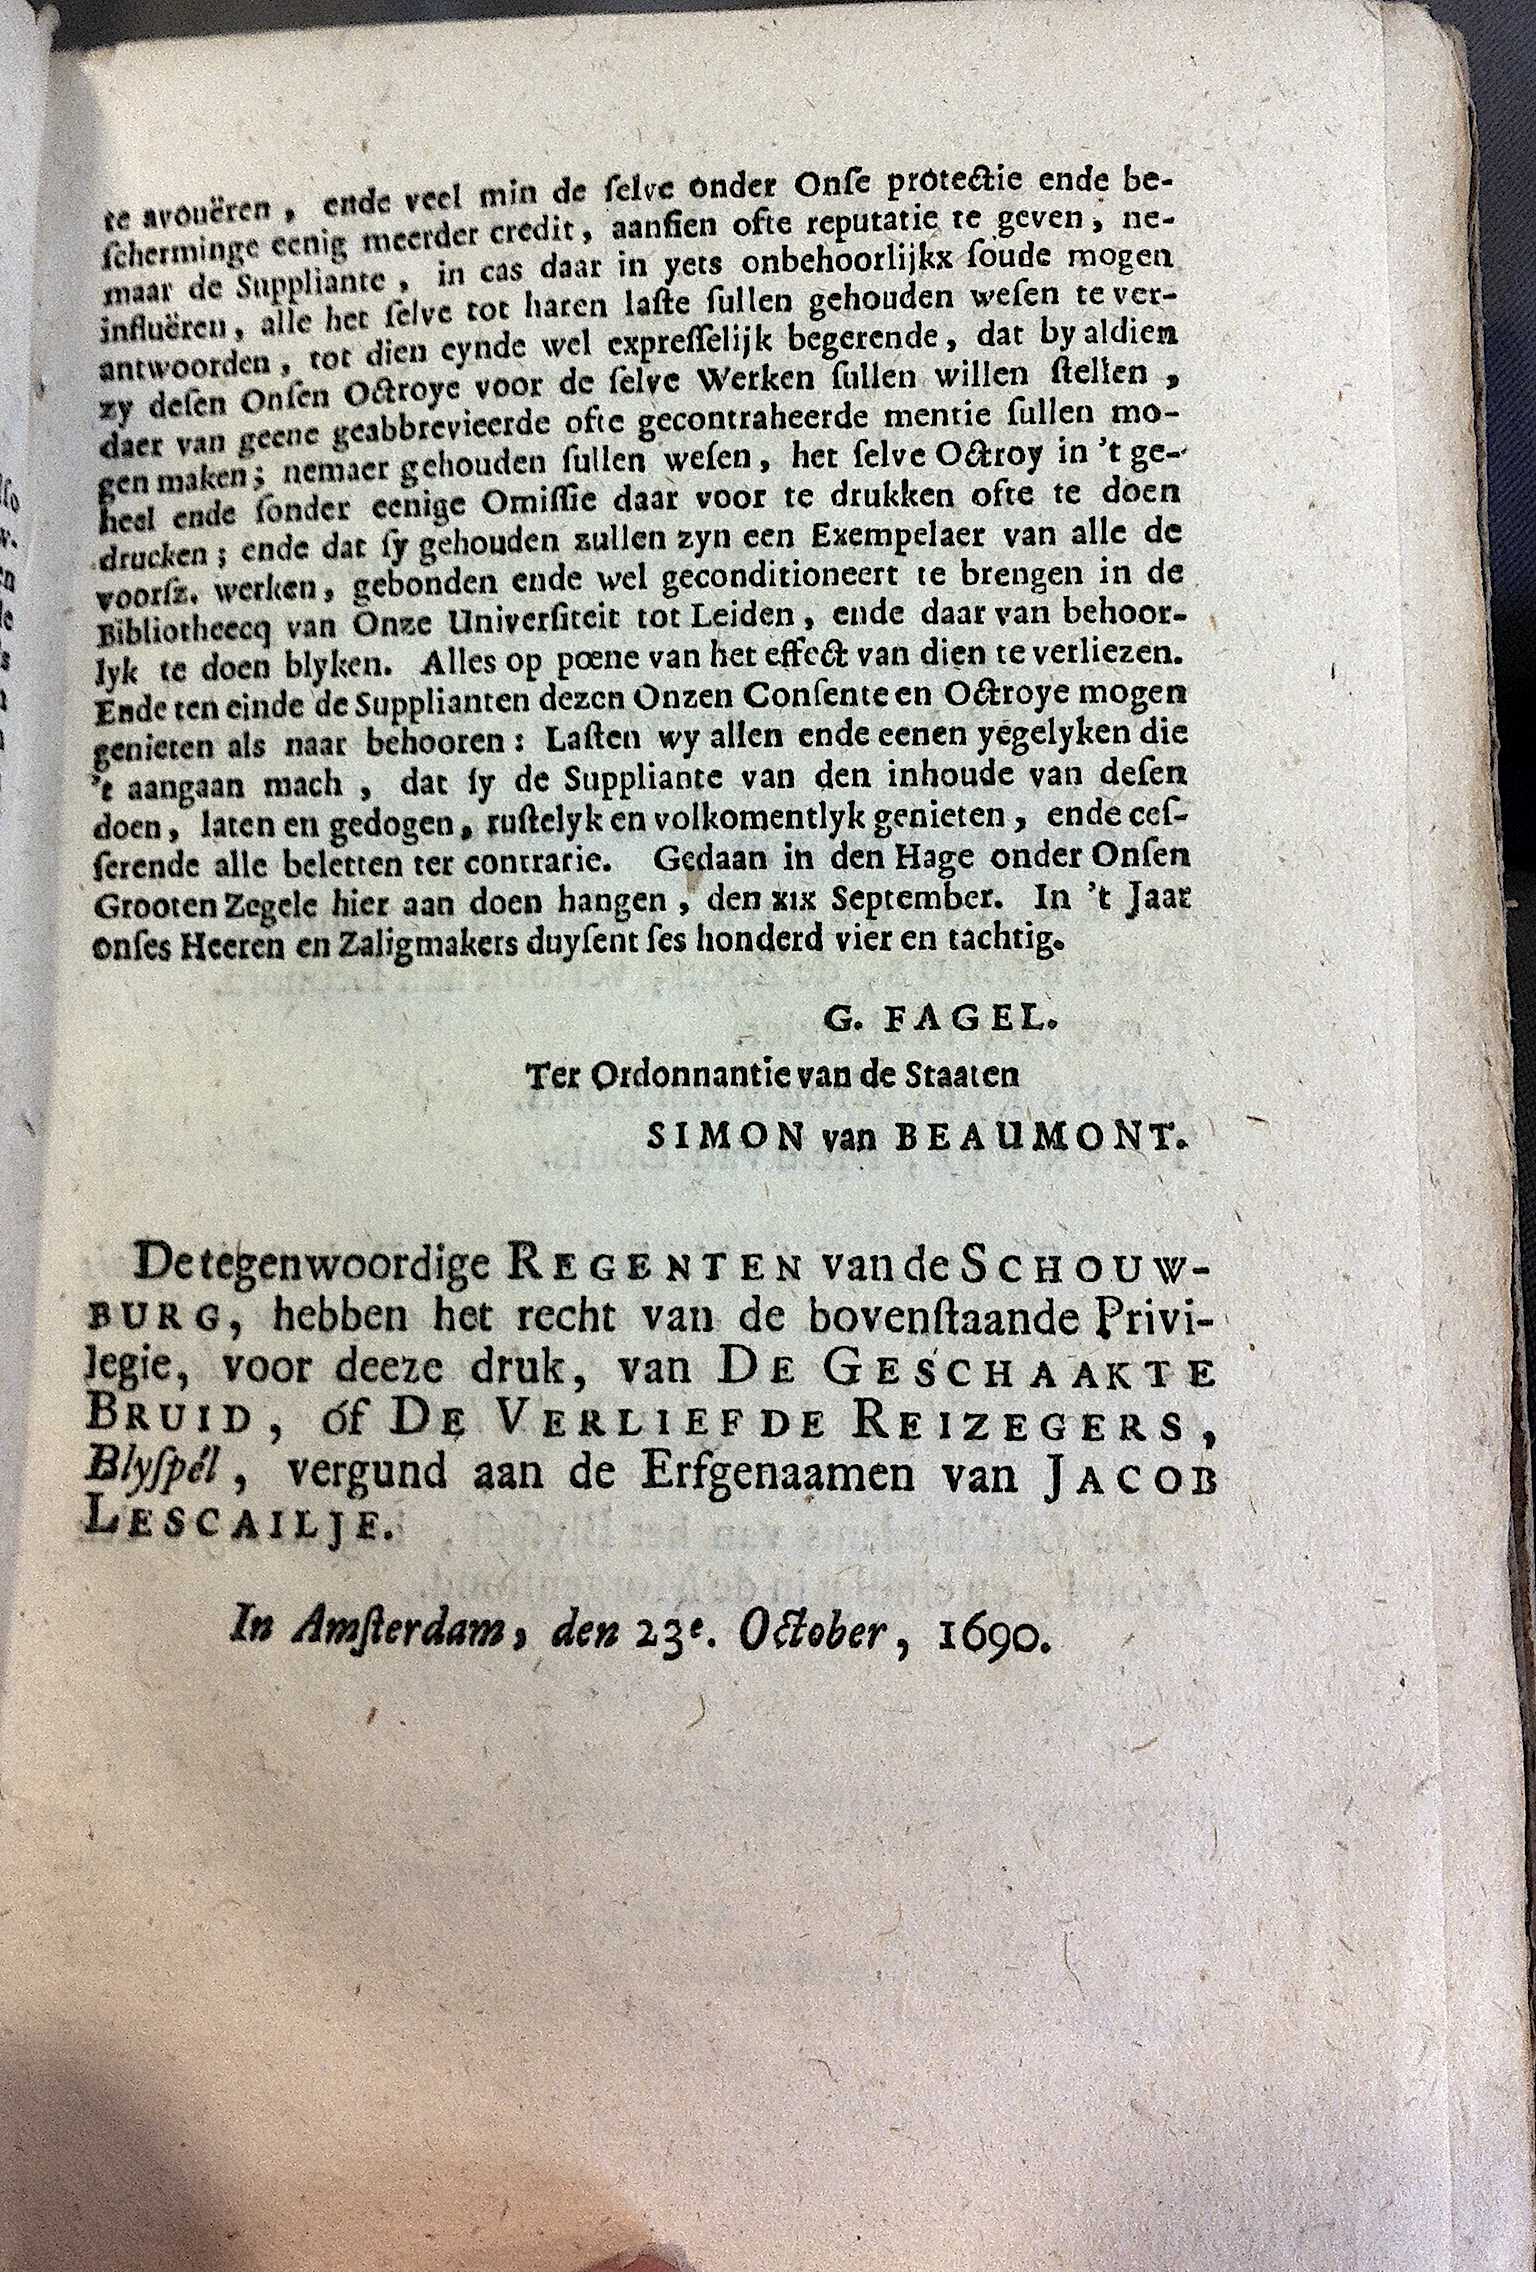 te avouëren, ende veel min de ſelve onder Onſe protectie ende be-
ſcherminge eenig meerder credit, aanſien ofte reputatie te geven, ne-
maar de Suppliante, in cas daar in yets onbehoorlijkx ſoude mogen
influëren, alle het ſelve tot haren laſte ſullen gehouden weſen te ver-
antwoorden, tot dien eynde wel expreſſelijk begerende, dat by aldien
zy deſen Onſen Octroye voor de ſelve Werken ſullen willen ſtellen,
daer van geene geabbrevieerde ofte gecontraheerde mentie ſullen mo-
gen maken; nemaer gehouden ſullen weſen, het ſelve Octroy in 't ge-
heel ende ſonder eenige Omiſſie daar voor te drukken ofte te doen
drucken; ende dat ſy gehouden zullen zyn een Exempelaer van alle de
voorſz. werken, gebonden ende wel geconditioneert te brengen in de
Bibliotheecq van Onze Univerſiteit tot Leiden, ende daar van behoor-
lyk te doen blyken. Alles op pœne van het effect van dien te verliezen.
Ende ten einde de Supplianten dezen Onzen Conſente en Octroye mogen
genieten als naar behooren: Laſten wy allen ende eenen yegelyken die
't aangaan mach, dat ſy de Suppliante van den inhoude van deſen
doen, laten en gedogen, ruſtelyk en volkomentlyk genieten, ende ceſ-
ſerende alle beletten ter contrarie. Gedaan in den Hage onder Onſen
Grooten Zegele hier aan doen hangen, den xix September. In 't Jaar
onſes Heeren en Zaligmakers duyſent ſes honderd vier en tachtig.
G. FAGEL.
Ter Ordonnantie van de Staaten
SIMON van BEAUMONT.
De tegenwoordige REGENTEN van de SCHOUW-
BURG, hebben het recht van de bovenſtaande Privi-
legie, voor deeze druk, van DE GESCHAAKTE
BRUID, óf DE VERLIEFDE REIZEGERS,
Blyſpél, vergund aan de Erfgenaamen van JACOB
LESCAILJE.
In Amſterdam, den 23e. October, 1690.